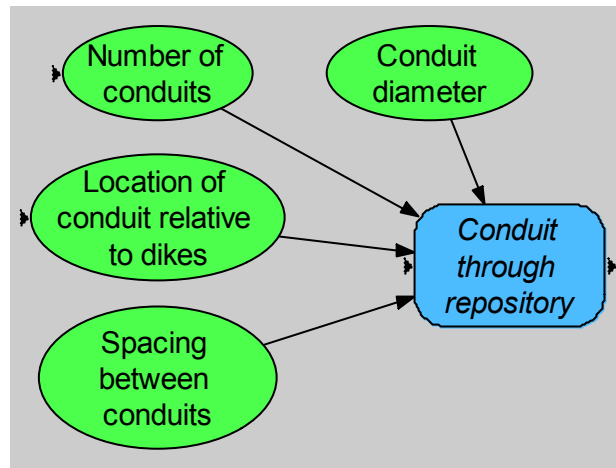 Number of
conduits
Conduit
diameter
Location of
conduit relative
to dikes
Conduit
through
repository
Spacing
between
conduits